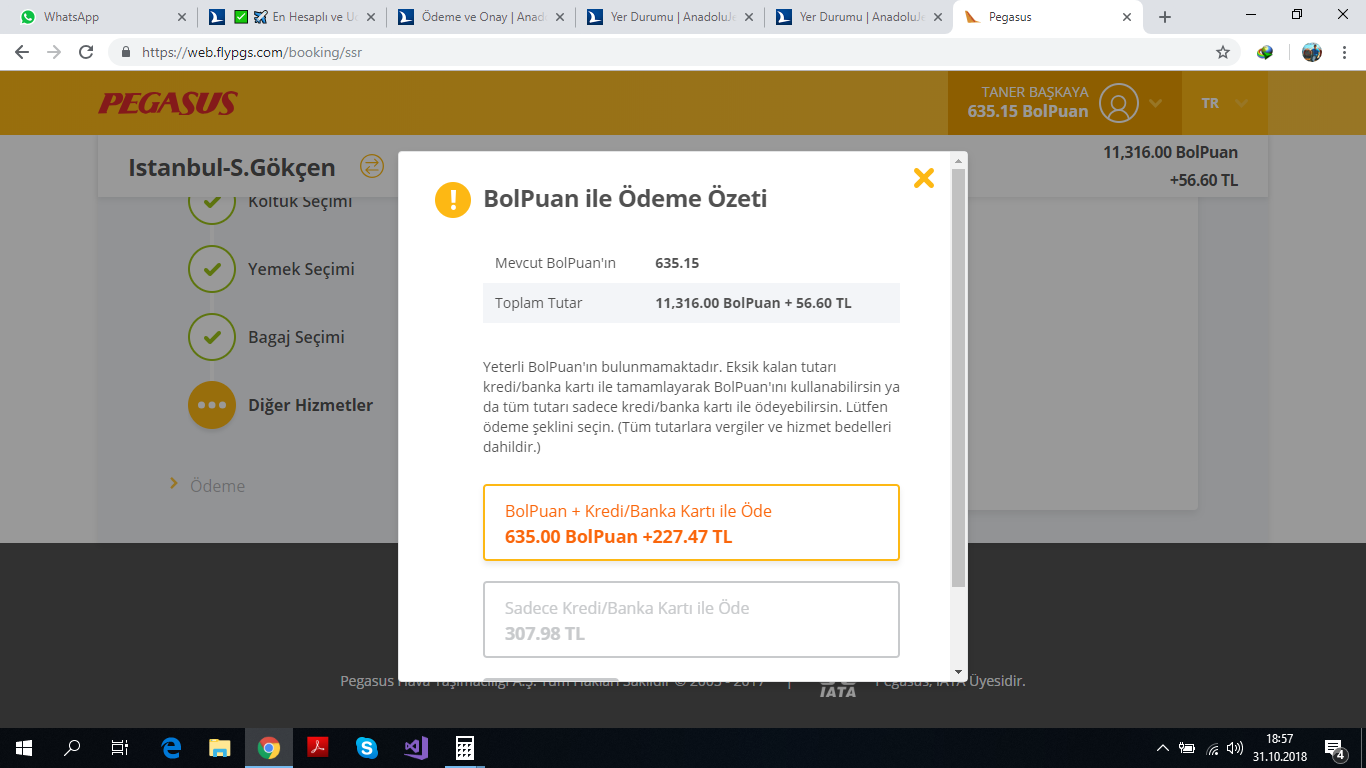 WhatsApp
En Hesaplı ve Uc
Ödeme ve Onay | Anad
Yer Durumu | AnadoluJe
Yer Durumu | AnadoluJe
Pegasus
https://web.flypgs.com/booking/ssr
PEGASUS
TANER BAŞKAYA
635.15 BolPuan
TR
Istanbul-S.Gökçen
11,316.00 BolPuan
+56.60 TL
Koltuk Seçimi
Yemek Seçimi
Bagaj Seçimi
Diğer Hizmetler
Ödeme
BolPuan ile Ödeme Özeti
Mevcut BolPuan'ın 635.15
Toplam Tutar 11,316.00 BolPuan + 56.60 TL
Yeterli BolPuan'ın bulunmamaktadır. Eksik kalan tutarı
kredi/banka kartı ile tamamlayarak BolPuan'ını kullanabilirsin ya
da tüm tutarı sadece kredi/banka kartı ile ödeyebilirsin. Lütfen
ödeme şeklini seçin. (Tüm tutarlara vergiler ve hizmet bedelleri
dahildir.)
BolPuan + Kredi/Banka Kartı ile Öde
635.00 BolPuan +227.47 TL
Sadece Kredi/Banka Kartı ile Öde
307.98 TL
Pegasus Hava Taşımacılığı A.Ş. Tüm Hakları Saklıdır © 2005 - 2017 | IATA Pegasus, IATA Üyesidir.
18:57
31.10.2018
4